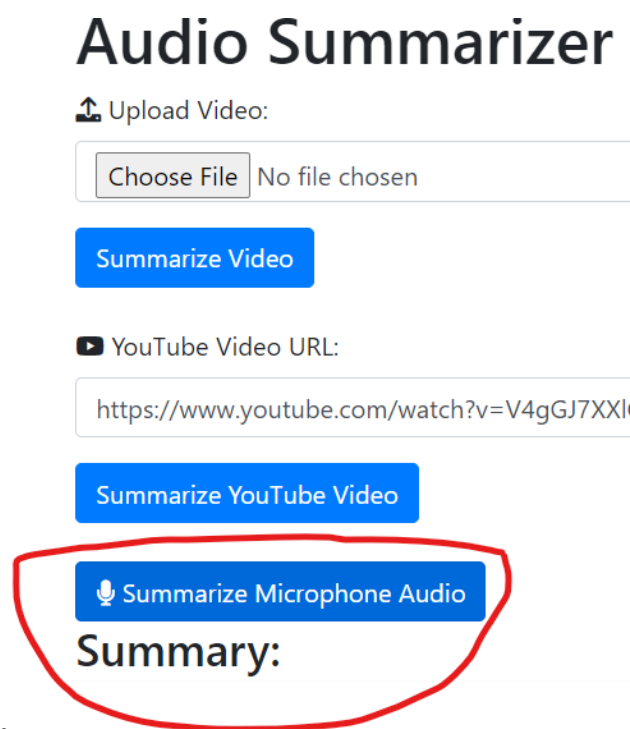 Audio Summarizer
Upload Video:
Choose File No file chosen
Summarize Video
YouTube Video URL:
https://www.youtube.com/watch?v=V4gGJ7XXl
Summarize YouTube Video
Summarize Microphone Audio
Summary: